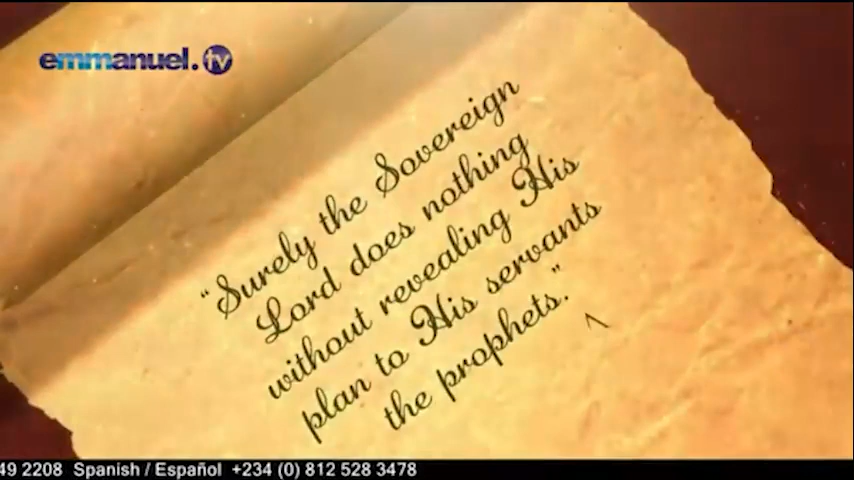 emmanuel.tv
"Surely the Sovereign
Lord does nothing
without revealing His
plan to His servants
the prophets."
49 2208 Spanish / Español +234 (0) 812 528 3478